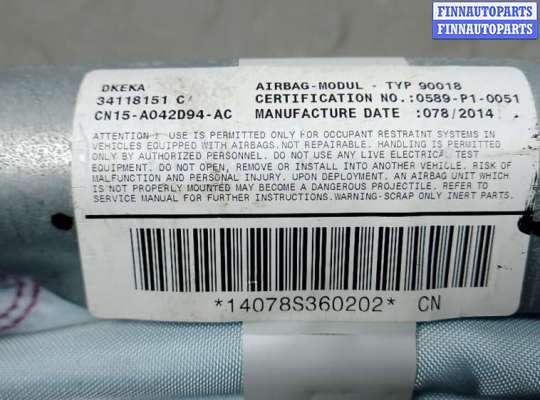 FINNAUTOPARTS
FINNAUTOPARTS
DKEKA
34118151 C
CN15-A042D94-AC
AIRBAG-MODUL - TYP 90018
CERTIFICATION NO.:0589-P1-0051
MANUFACTURE DATE :078/2014
ATTENTION : USE IS PERMITTED ONLY FOR OCCUPANT RESTRAINT SYSTEMS IN
VEHICLES EQUIPPED WITH AIRBAGS.NOT REPAIRABLE. HANDLING IS PERMITTED
ONLY BY AUTHORIZED PERSONNEL. DO NOT USE ANY LIVE ELECTRICAL TEST
EQUIPMENT. DO NOT OPEN, REMOVE OR INSTALL INTO ANOTHER VEHICLE. RISK OF
MALFUNCTION AND PERSONAL INJURY. UPON DEPLOYMENT. AN AIRBAG UNIT WHICH
IS NOT PROPERLY MOUNTED MAY BECOME A DANGEROUS PROJECTILE. REFER TO
SERVICE MANUAL FOR FURTHER INSTRUCTIONS.WARNING-SCRAP ONLY INERT PARTS.
*14078S360202* CN